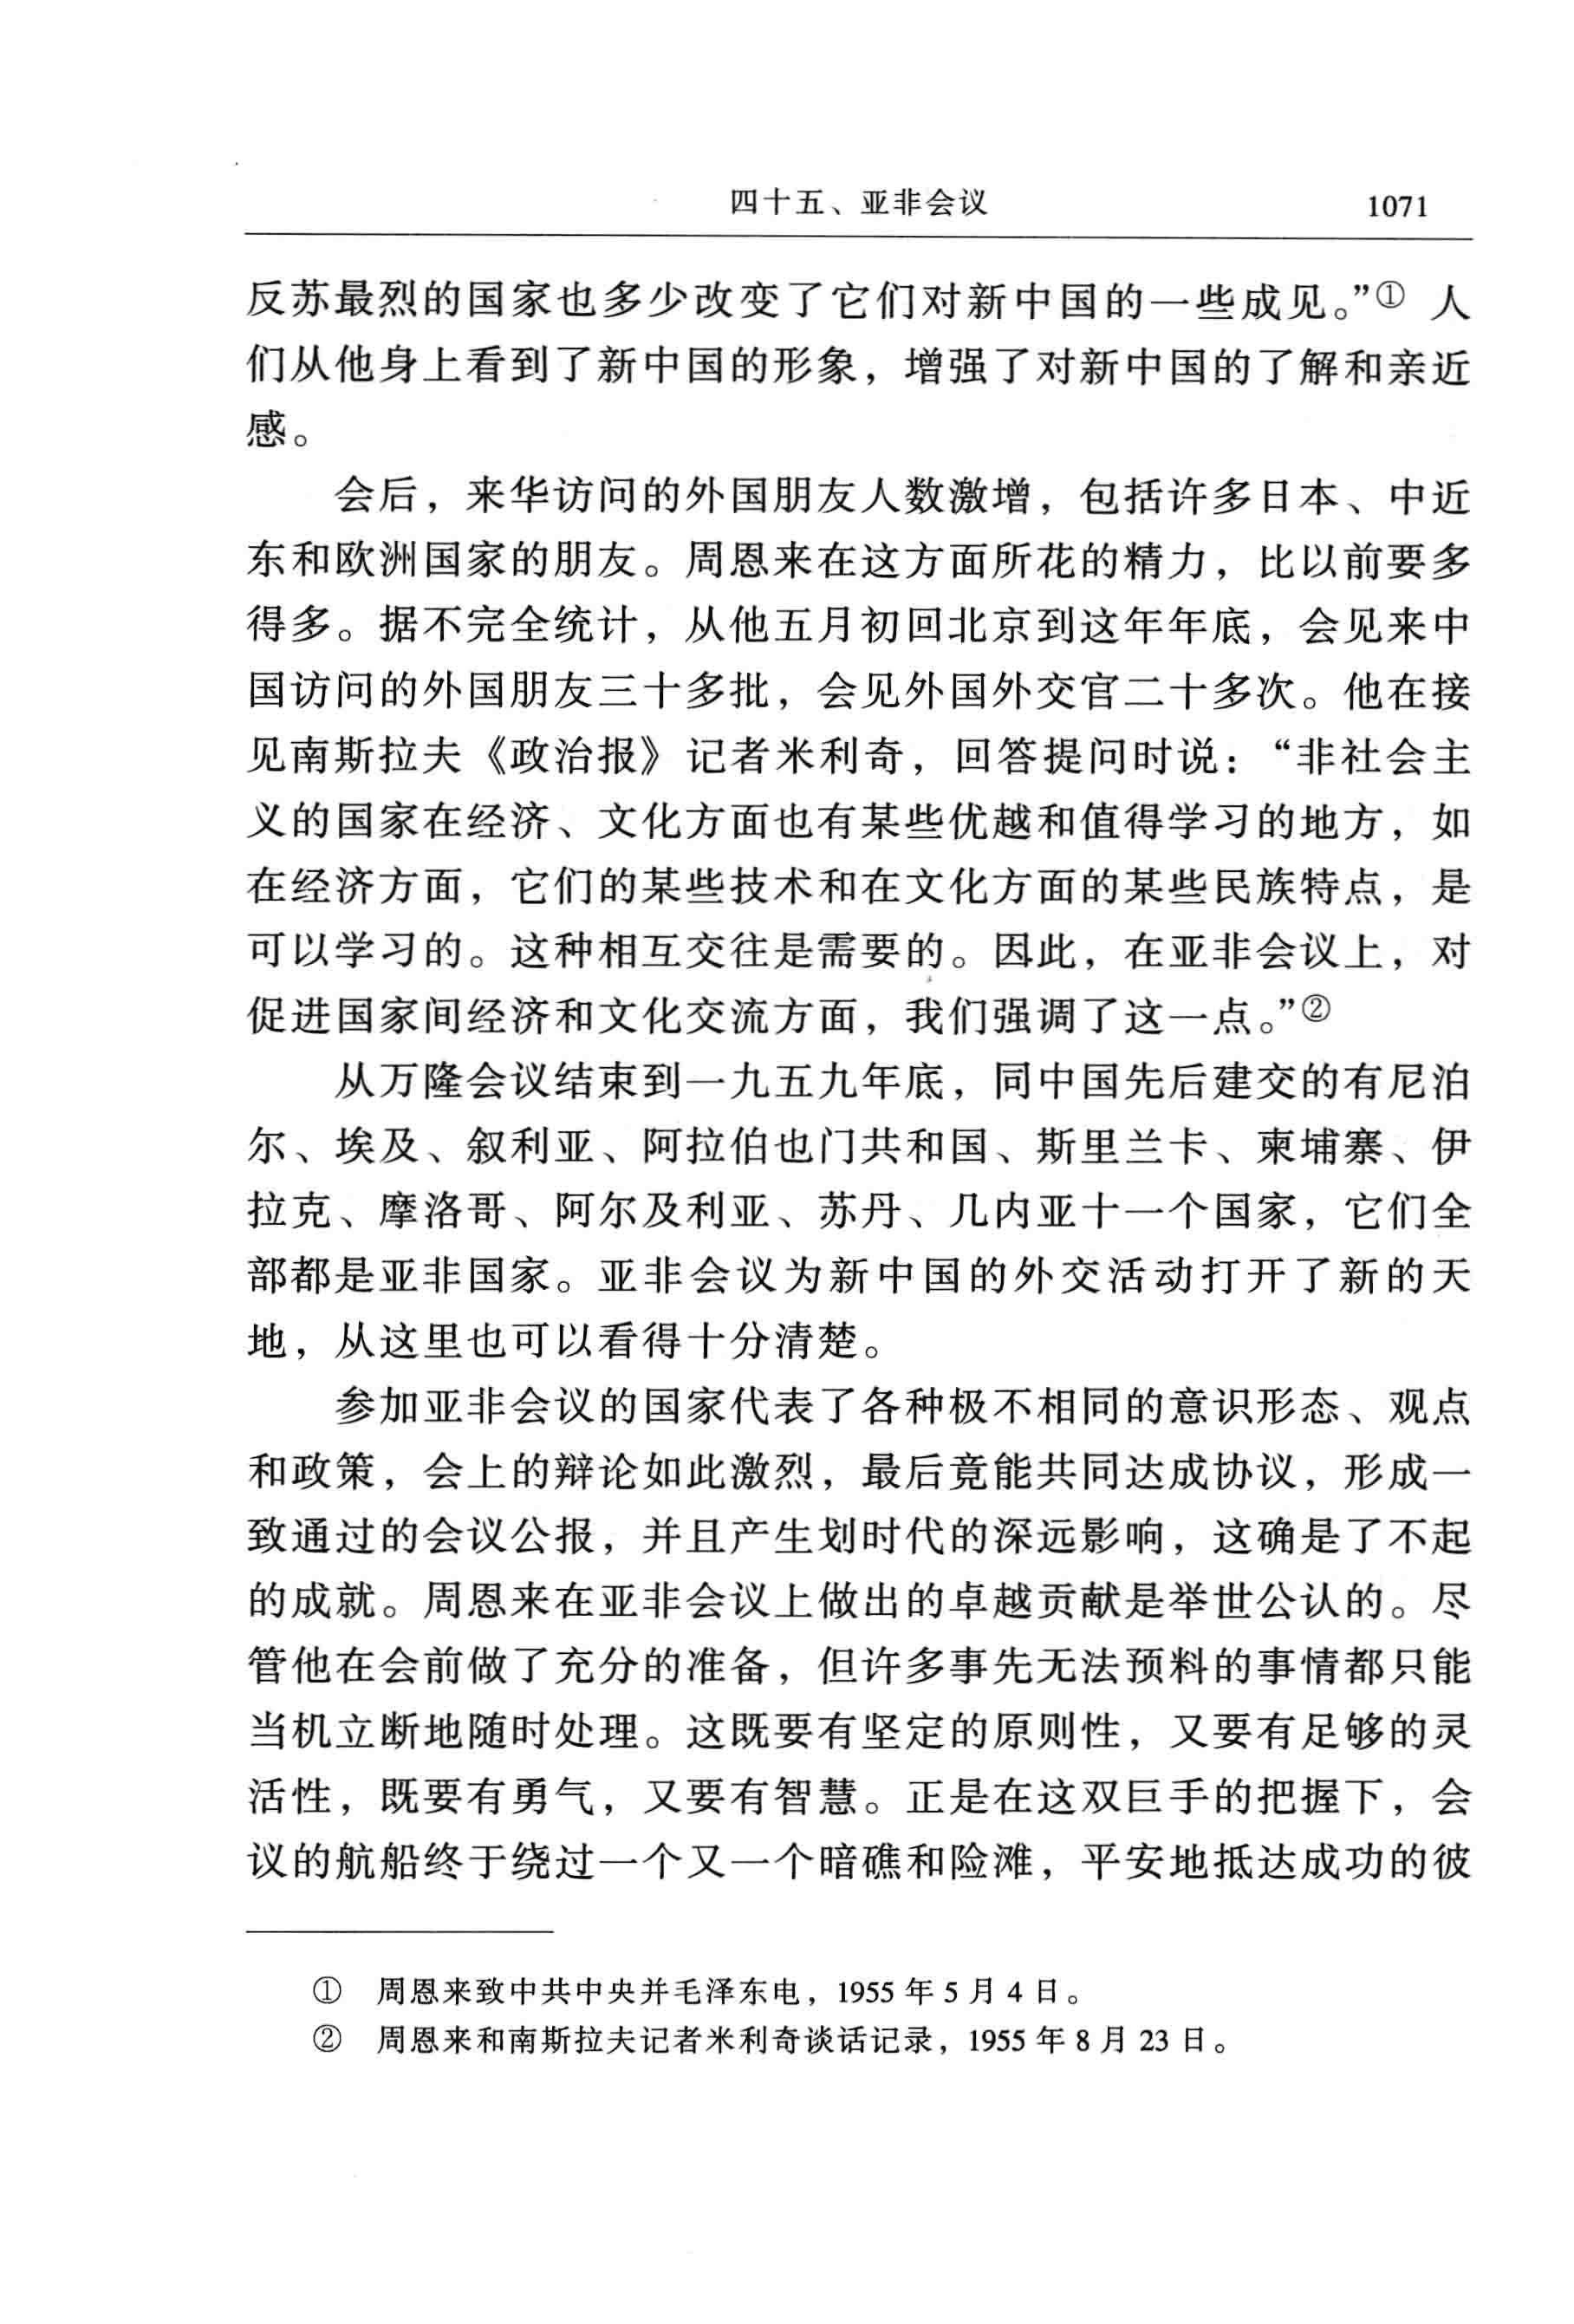 四十五、亚非会议 1071
反苏最烈的国家也多少改变了它们对新中国的一些成见。”① 人
们从他身上看到了新中国的形象，增强了对新中国的了解和亲近
感。
会后，来华访问的外国朋友人数激增，包括许多日本、中近
东和欧洲国家的朋友。周恩来在这方面所花的精力，比以前要多
得多。据不完全统计，从他五月初回北京到这年年底，会见来中
国访问的外国朋友三十多批，会见外国外交官二十多次。他在接
见南斯拉夫《政治报》记者米利奇，回答提问时说：“非社会主
义的国家在经济、文化方面也有某些优越和值得学习的地方，如
在经济方面，它们的某些技术和在文化方面的某些民族特点，是
可以学习的。这种相互交往是需要的。因此，在亚非会议上，对
促进国家间经济和文化交流方面，我们强调了这一点。”②
从万隆会议结束到一九五九年底，同中国先后建交的有尼泊
尔、埃及、叙利亚、阿拉伯也门共和国、斯里兰卡、柬埔寨、伊
拉克、摩洛哥、阿尔及利亚、苏丹、几内亚十一个国家，它们全
部都是亚非国家。亚非会议为新中国的外交活动打开了新的天
地，从这里也可以看得十分清楚。
参加亚非会议的国家代表了各种极不相同的意识形态、观点
和政策，会上的辩论如此激烈，最后竟能共同达成协议，形成一
致通过的会议公报，并且产生划时代的深远影响，这确是了不起
的成就。周恩来在亚非会议上做出的卓越贡献是举世公认的。尽
管他在会前做了充分的准备，但许多事先无法预料的事情都只能
当机立断地随时处理。这既要有坚定的原则性，又要有足够的灵
活性，既要有勇气，又要有智慧。正是在这双巨手的把握下，会
议的航船终于绕过一个又一个暗礁和险滩，平安地抵达成功的彼
① 周恩来致中共中央并毛泽东电，1955 年 5 月 4 日。
② 周恩来和南斯拉夫记者米利奇谈话记录，1955 年 8 月 23 日。